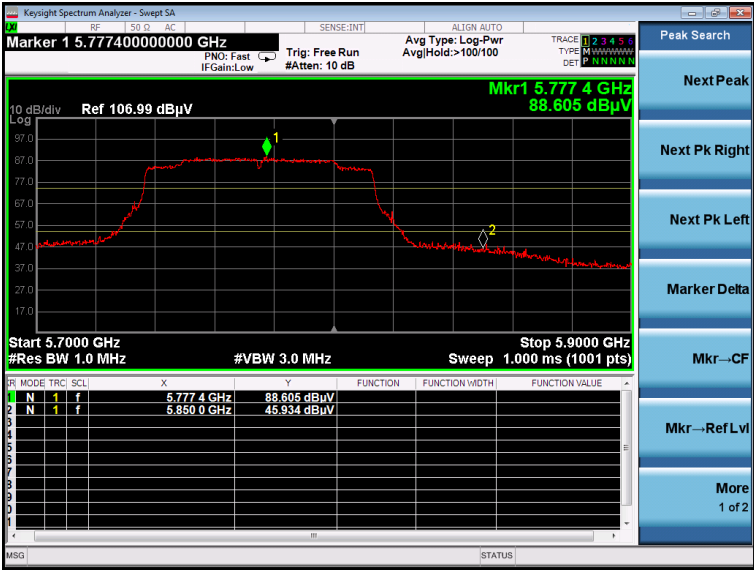 Keysight Spectrum Analyzer - Swept SA
RF 50 Ω AC SENSE:INT ALIGN AUTO
Marker 1 5.777400000000 GHz
PNO: Fast
IFGain:Low
Trig: Free Run
#Atten: 10 dB
Avg Type: Log-Pwr
Avg|Hold:>100/100
TRACE 1 2 3 4 5 6
TYPE M W W W W W
DET P N N N N N
Mkr1 5.777 4 GHz
88.605 dBµV
10 dB/div Ref 106.99 dBµV
Log
97.0
87.0
77.0
67.0
57.0
47.0
37.0
27.0
17.0
1
2
Start 5.7000 GHz Stop 5.9000 GHz
#Res BW 1.0 MHz #VBW 3.0 MHz Sweep 1.000 ms (1001 pts)
MODE TRC SCL X Y FUNCTION FUNCTION WIDTH FUNCTION VALUE
1 N 1 f 5.777 4 GHz 88.605 dBµV
2 N 1 f 5.850 0 GHz 45.934 dBµV
3
4
5
6
7
8
9
MSG STATUS
Peak Search
Next Peak
Next Pk Right
Next Pk Left
Marker Delta
Mkr→CF
Mkr→Ref Lvl
More
1 of 2